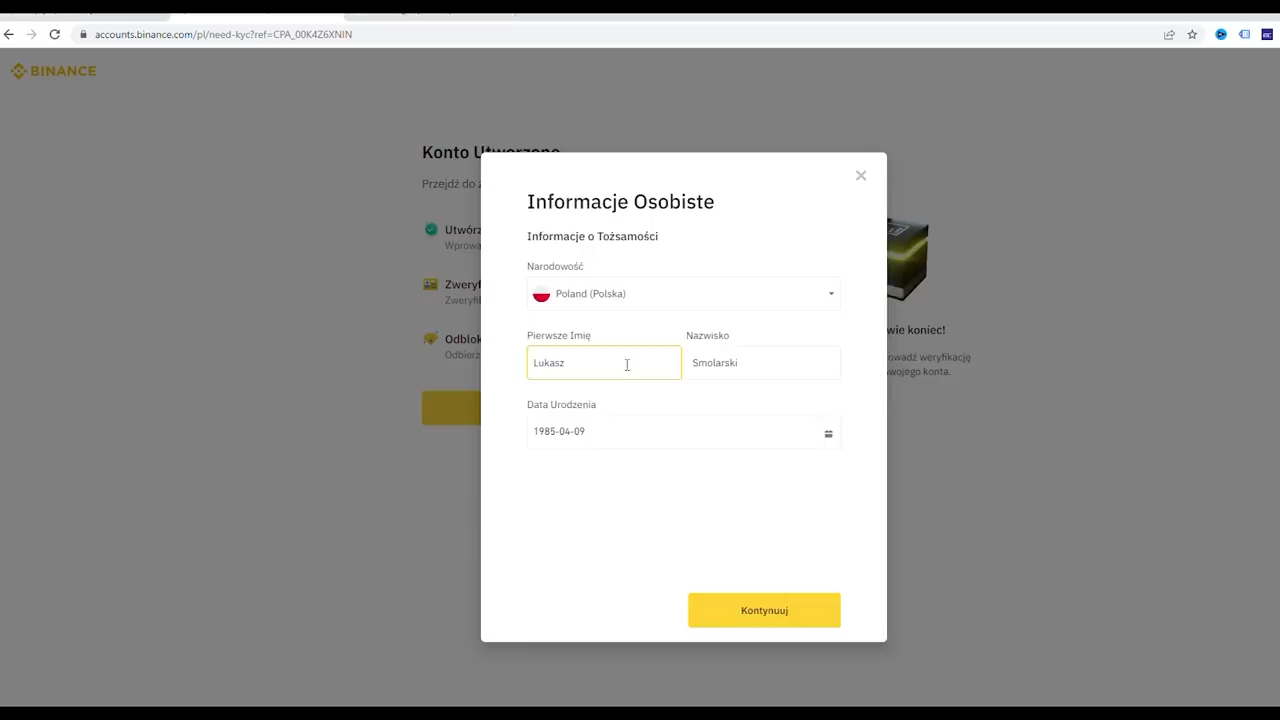 accounts.binance.com/pl/need-kyc?ref=CPA_00K4Z6XNIN
BINANCE
Konto Utworzone
Przejdź do
Utwórz
Wprowa
Zweryf
Zweryfi
Odblok
Odbierz
wie koniec!
owadź weryfikację
wojego konta.
Informacje Osobiste
Informacje o Tożsamości
Narodowość
Poland (Polska)
Pierwsze Imię
Nazwisko
Lukasz
Smolarski
Data Urodzenia
1985-04-09
Kontynuuj